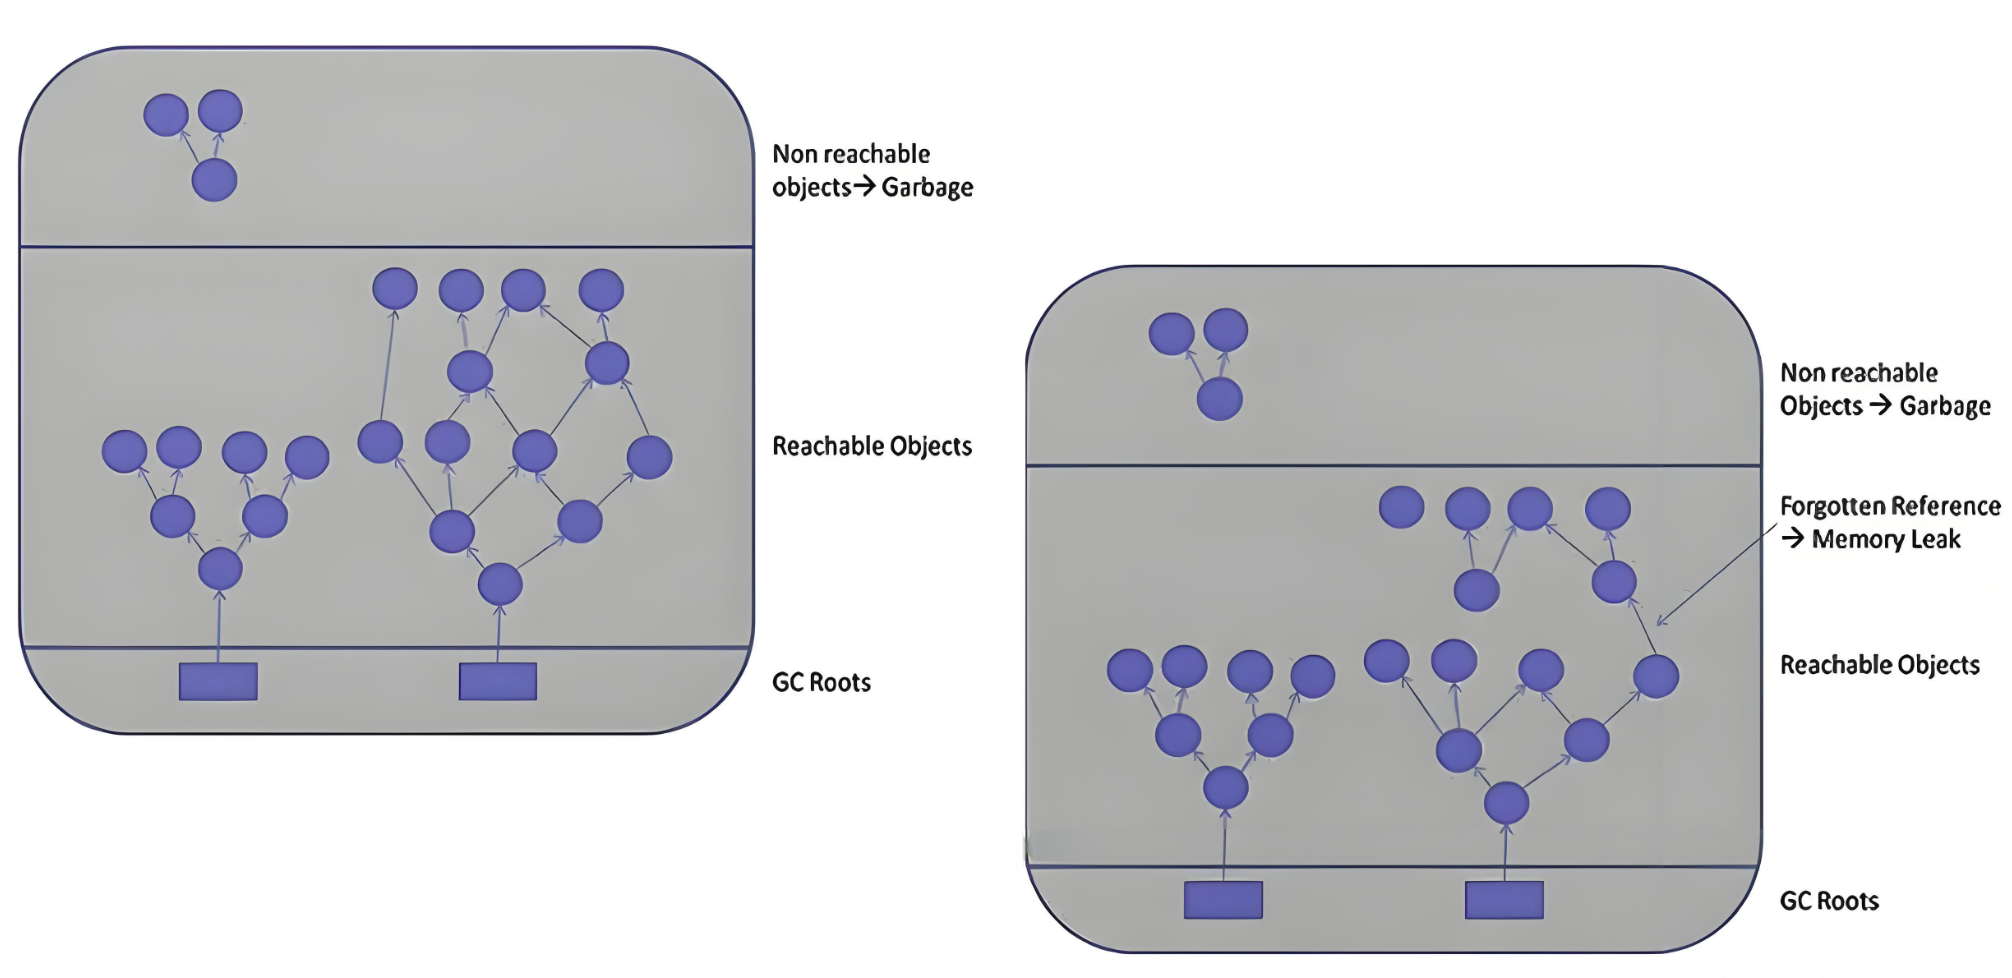 Non reachable
objects→ Garbage
Reachable Objects
GC Roots
Non reachable
Objects → Garbage
Forgotten Reference
→ Memory Leak
Reachable Objects
GC Roots